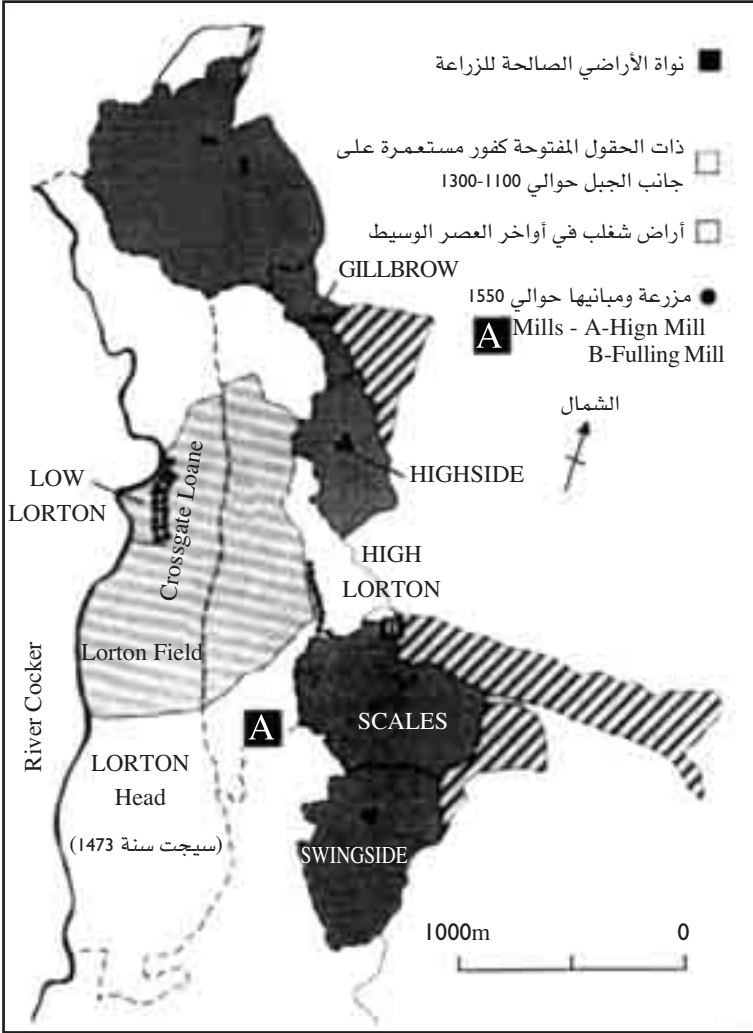 نواة الأراضي الصالحة للزراعة
ذات الحقول المفتوحة كفور مستعمرة على
جانب الجبل حوالي 1100-1300
أراض شغلب في أواخر العصر الوسيط
GILLBROW
مزرعة ومبانيها حوالي 1550
A
Mills - A-Hign Mill
B-Fulling Mill
الشمال
LOW
LORTON
Crossgate Loane
HIGHSIDE
HIGH
LORTON
Lorton Field
River Cocker
A
SCALES
LORTON
Head
(سيجت سنة 1473)
SWINGSIDE
1000m
0